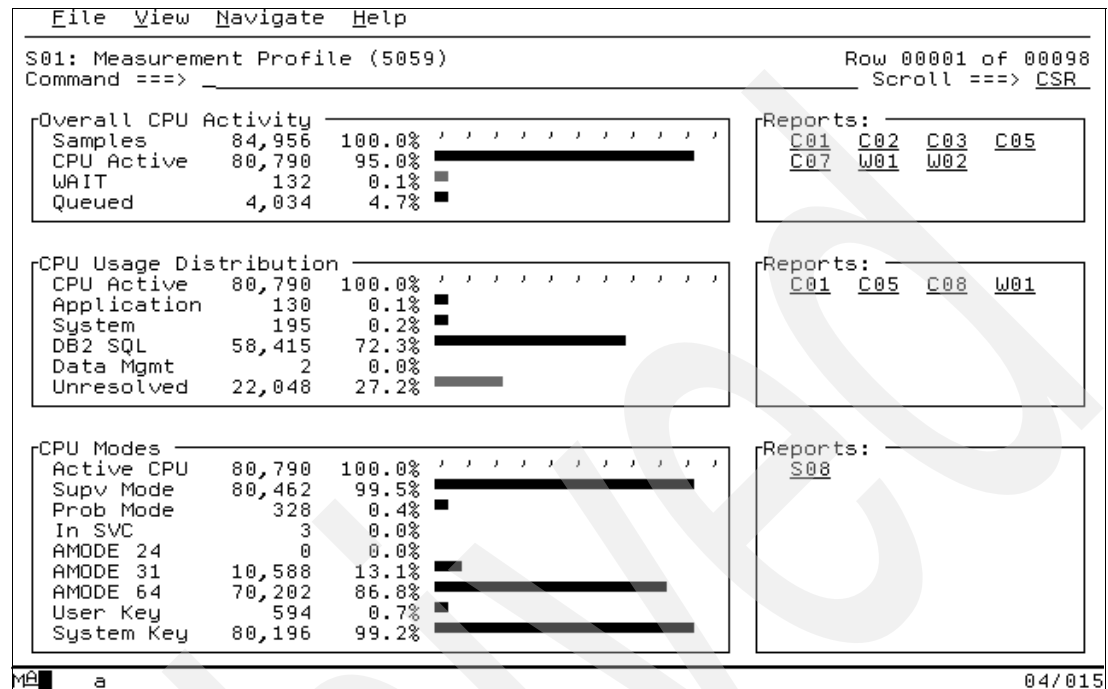 File View Navigate Help
S01: Measurement Profile (5059) Row 00001 of 00098
Command ===> Scroll ===> CSR
Overall CPU Activity Reports:
Samples 84,956 100.0% C01 C02 C03 C05
CPU Active 80,790 95.0% C07 W01 W02
WAIT 132 0.1%
Queued 4,034 4.7%
CPU Usage Distribution Reports:
CPU Active 80,790 100.0% C01 C05 C08 W01
Application 130 0.1%
System 195 0.2%
DB2 SQL 58,415 72.3%
Data Mgmt 2 0.0%
Unresolved 22,048 27.2%
CPU Modes Reports:
Active CPU 80,790 100.0% S08
Supv Mode 80,462 99.5%
Prob Mode 328 0.4%
In SVC 3 0.0%
AMODE 24 0 0.0%
AMODE 31 10,588 13.1%
AMODE 64 70,202 86.8%
User Key 594 0.7%
System Key 80,196 99.2%
MA a 04/015